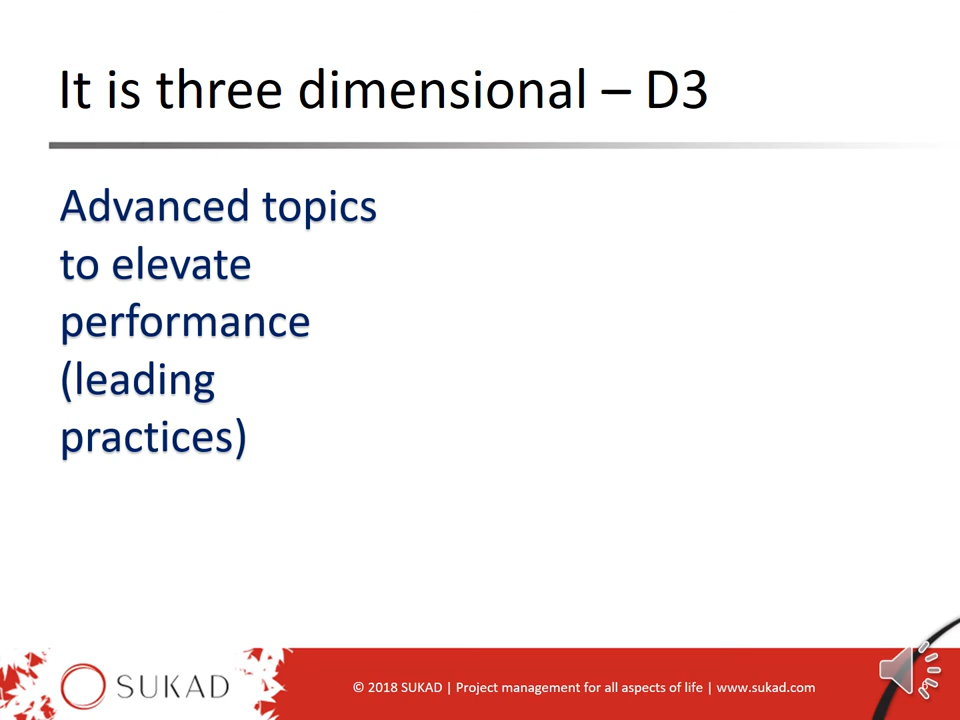 It is three dimensional – D3
Advanced topics
to elevate
performance
(leading
practices)
SUKAD
© 2018 SUKAD | Project management for all aspects of life | www.sukad.com